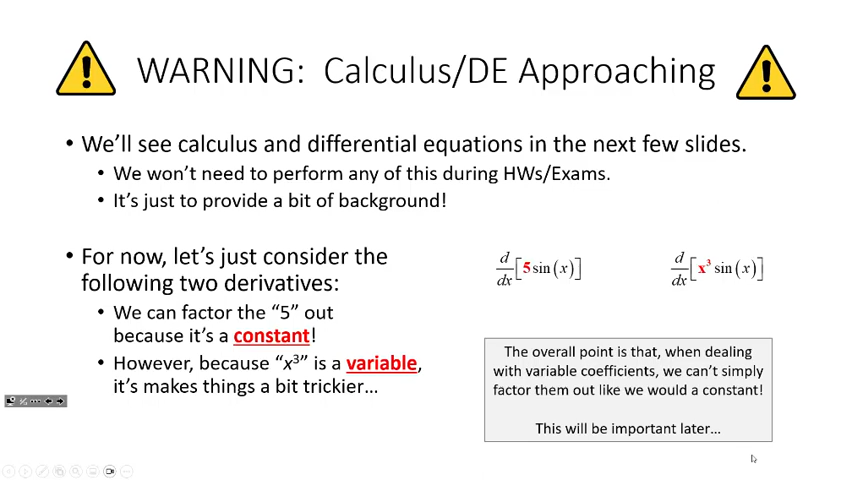 WARNING: Calculus/DE Approaching
• We'll see calculus and differential equations in the next few slides.
• We won't need to perform any of this during HWs/Exams.
• It's just to provide a bit of background!
• For now, let's just consider the
following two derivatives:
• We can factor the "5" out
because it's a constant!
• However, because "x³" is a variable,
it's makes things a bit trickier…
d/dx[5sin(x)]
d/dx[x³sin(x)]
The overall point is that, when dealing
with variable coefficients, we can't simply
factor them out like we would a constant!
This will be important later…